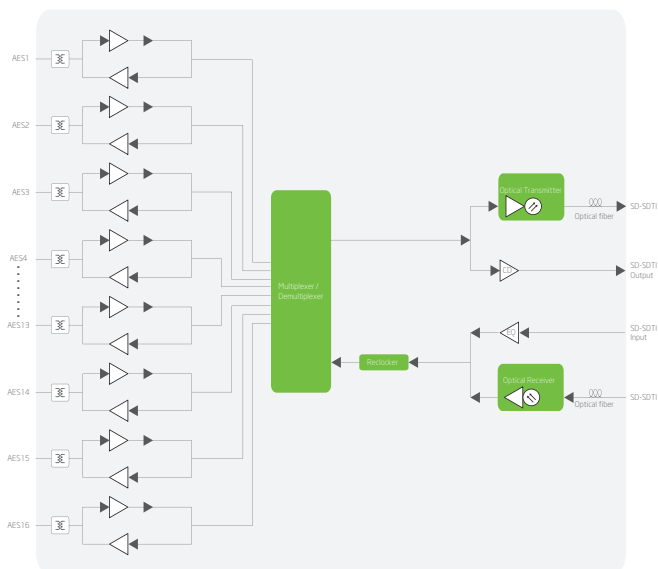 AES1
AES2
AES3
AES4
AES13
AES14
AES15
AES16
Multiplexer /
Demultiplexer
Reclocker
Optical Transmitter
Optical fiber
SD-SDTI
CD
SD-SDTI
Output
EQ
SD-SDTI
Input
Optical Receiver
Optical fiber
SD-SDTI